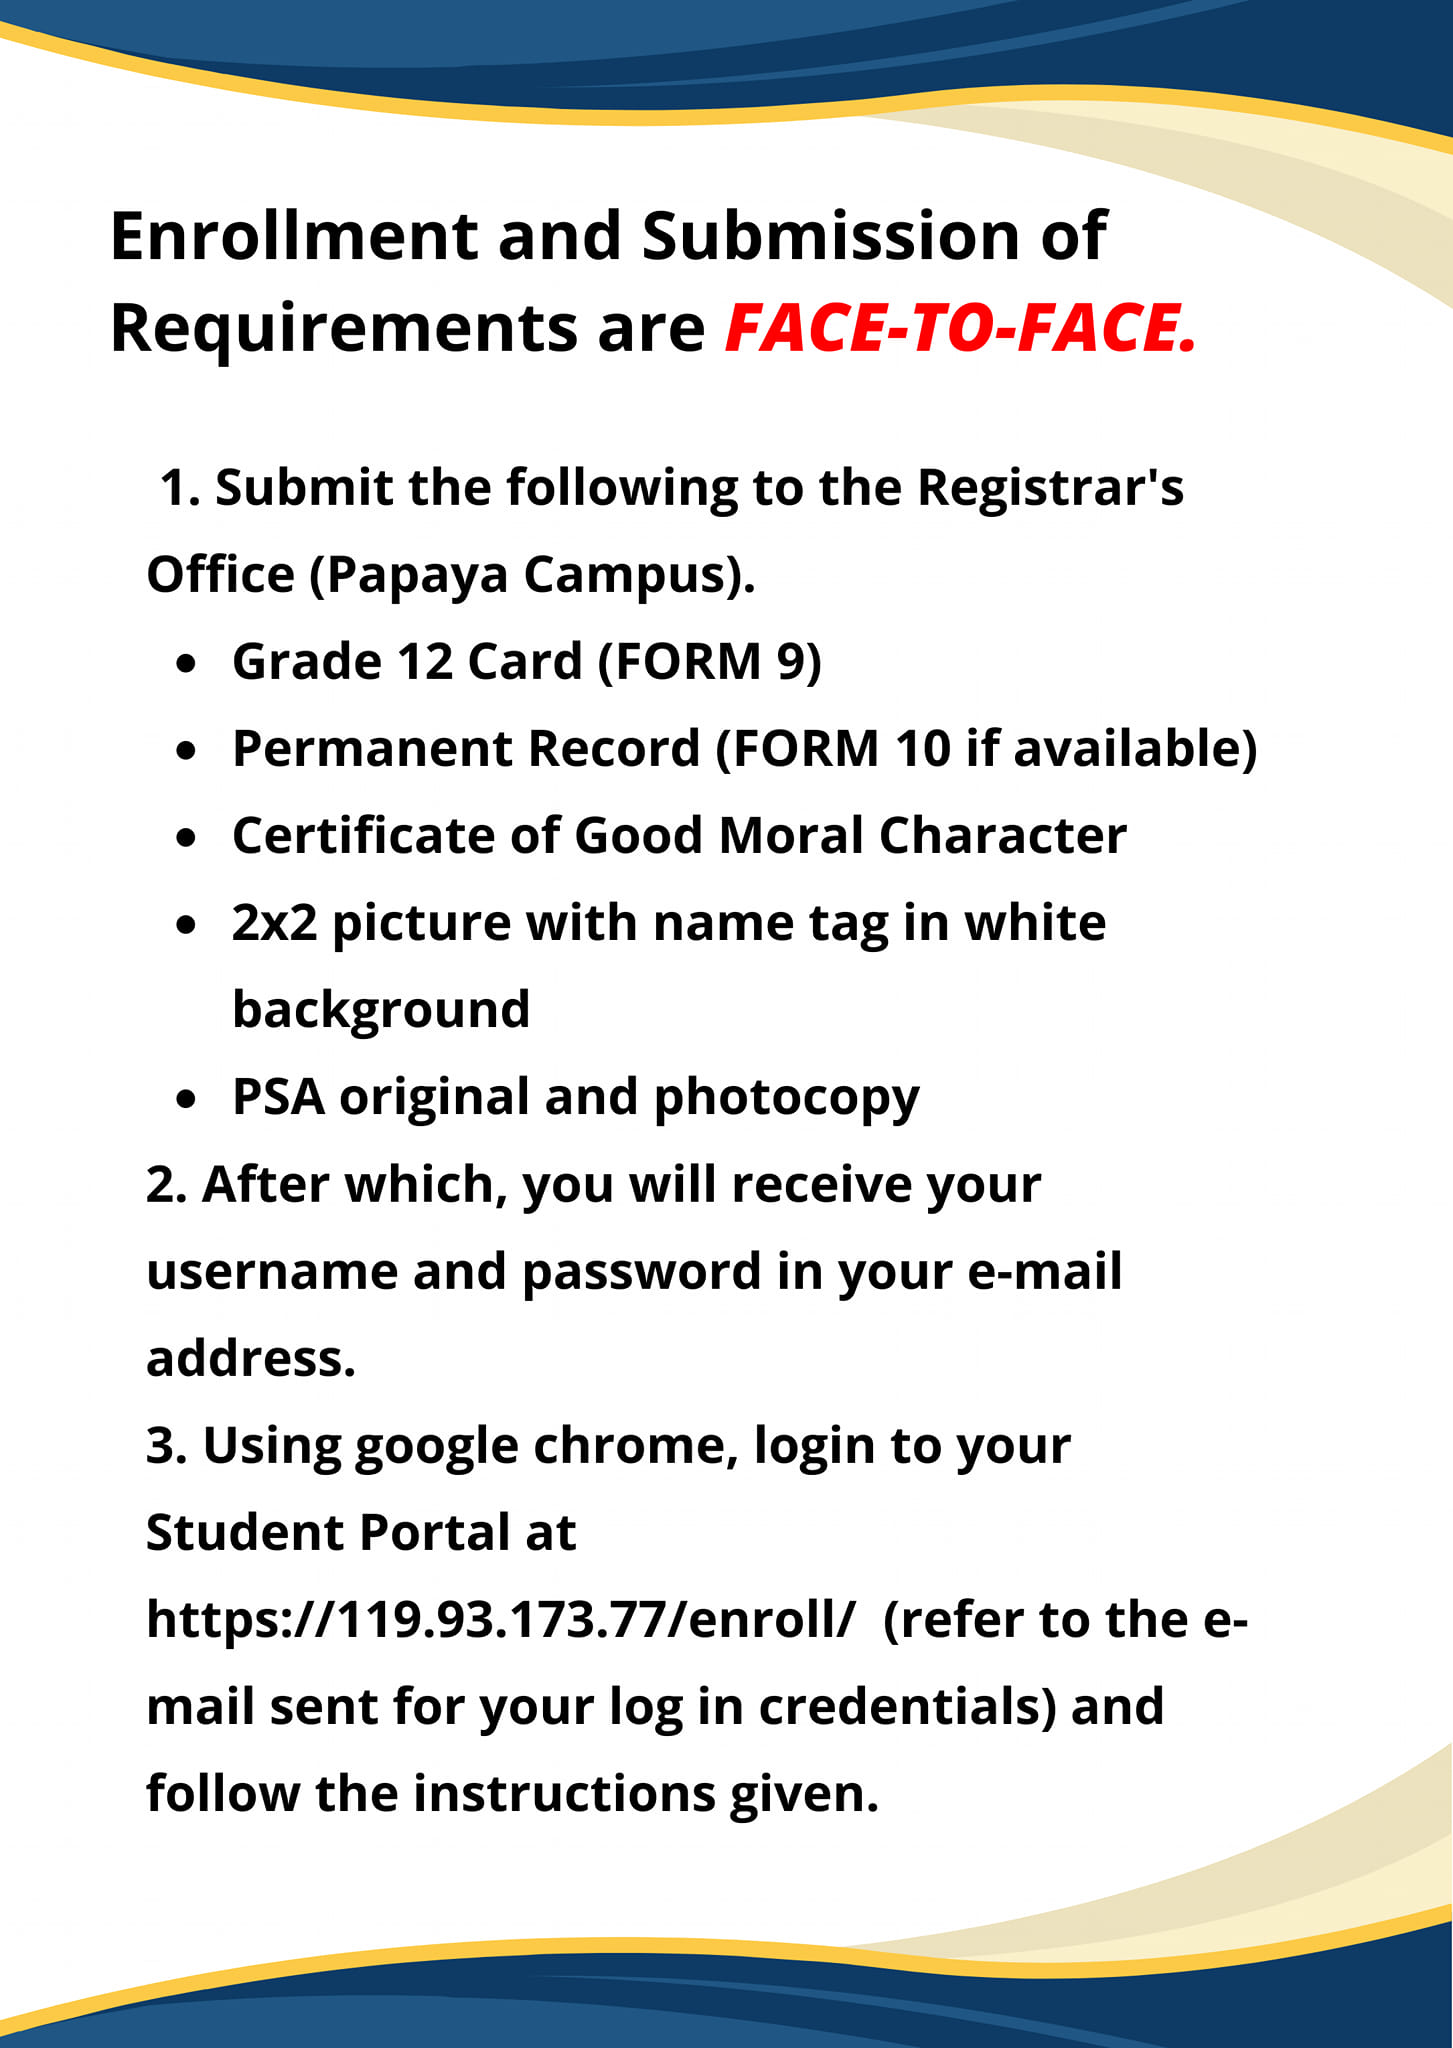 Enrollment and Submission of
Requirements are FACE-TO-FACE.
1. Submit the following to the Registrar's
Office (Papaya Campus).
• Grade 12 Card (FORM 9)
• Permanent Record (FORM 10 if available)
• Certificate of Good Moral Character
• 2x2 picture with name tag in white
background
• PSA original and photocopy
2. After which, you will receive your
username and password in your e-mail
address.
3. Using google chrome, login to your
Student Portal at
https://119.93.173.77/enroll/ (refer to the e-
mail sent for your log in credentials) and
follow the instructions given.